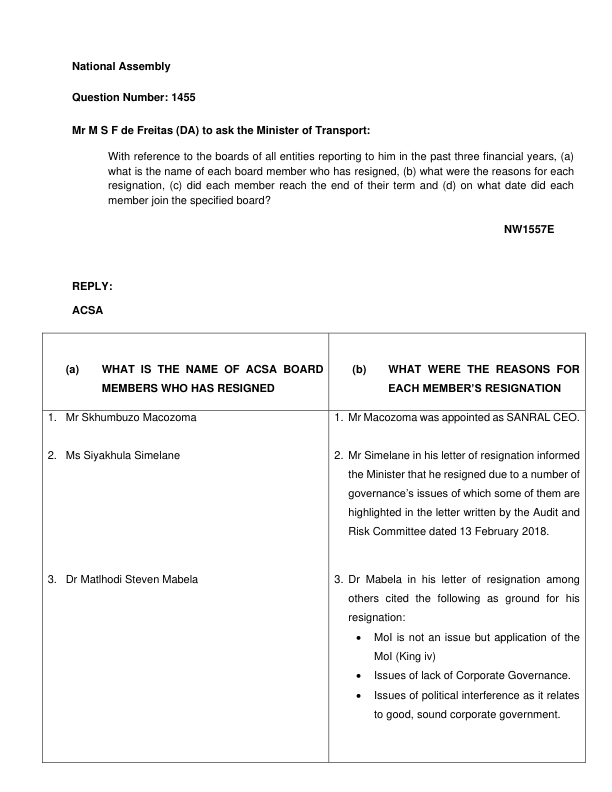 National Assembly
Question Number: 1455
Mr M S F de Freitas (DA) to ask the Minister of Transport:
With reference to the boards of all entities reporting to him in the past three financial years, (a)
what is the name of each board member who has resigned, (b) what were the reasons for each
resignation, (c) did each member reach the end of their term and (d) on what date did each
member join the specified board?
NW1557E
REPLY:
ACSA
(a) WHAT IS THE NAME OF ACSA BOARD
MEMBERS WHO HAS RESIGNED
(b) WHAT WERE THE REASONS FOR
EACH MEMBER'S RESIGNATION
1. Mr Skhumbuzo Macozoma
2. Ms Siyakhula Simelane
3. Dr Matlhodi Steven Mabela
1. Mr Macozoma was appointed as SANRAL CEO.
2. Mr Simelane in his letter of resignation informed
the Minister that he resigned due to a number of
governance's issues of which some of them are
highlighted in the letter written by the Audit and
Risk Committee dated 13 February 2018.
3. Dr Mabela in his letter of resignation among
others cited the following as ground for his
resignation:
• MoI is not an issue but application of the
MoI (King iv)
• Issues of lack of Corporate Governance.
• Issues of political interference as it relates
to good, sound corporate government.